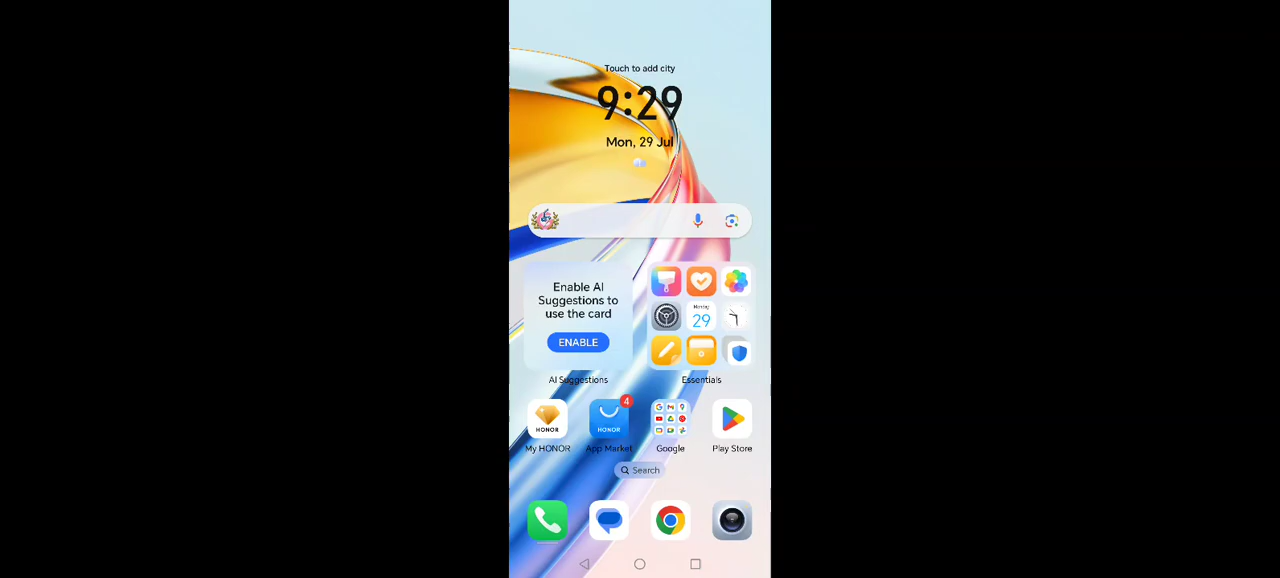 Touch to add city
9:29
Mon, 29 Jul
Enable AI
Suggestions to
use the card
ENABLE
Monday
29
AI Suggestions
Essentials
HONOR
4
HONOR
My HONOR
App Market
Google
Play Store
Search